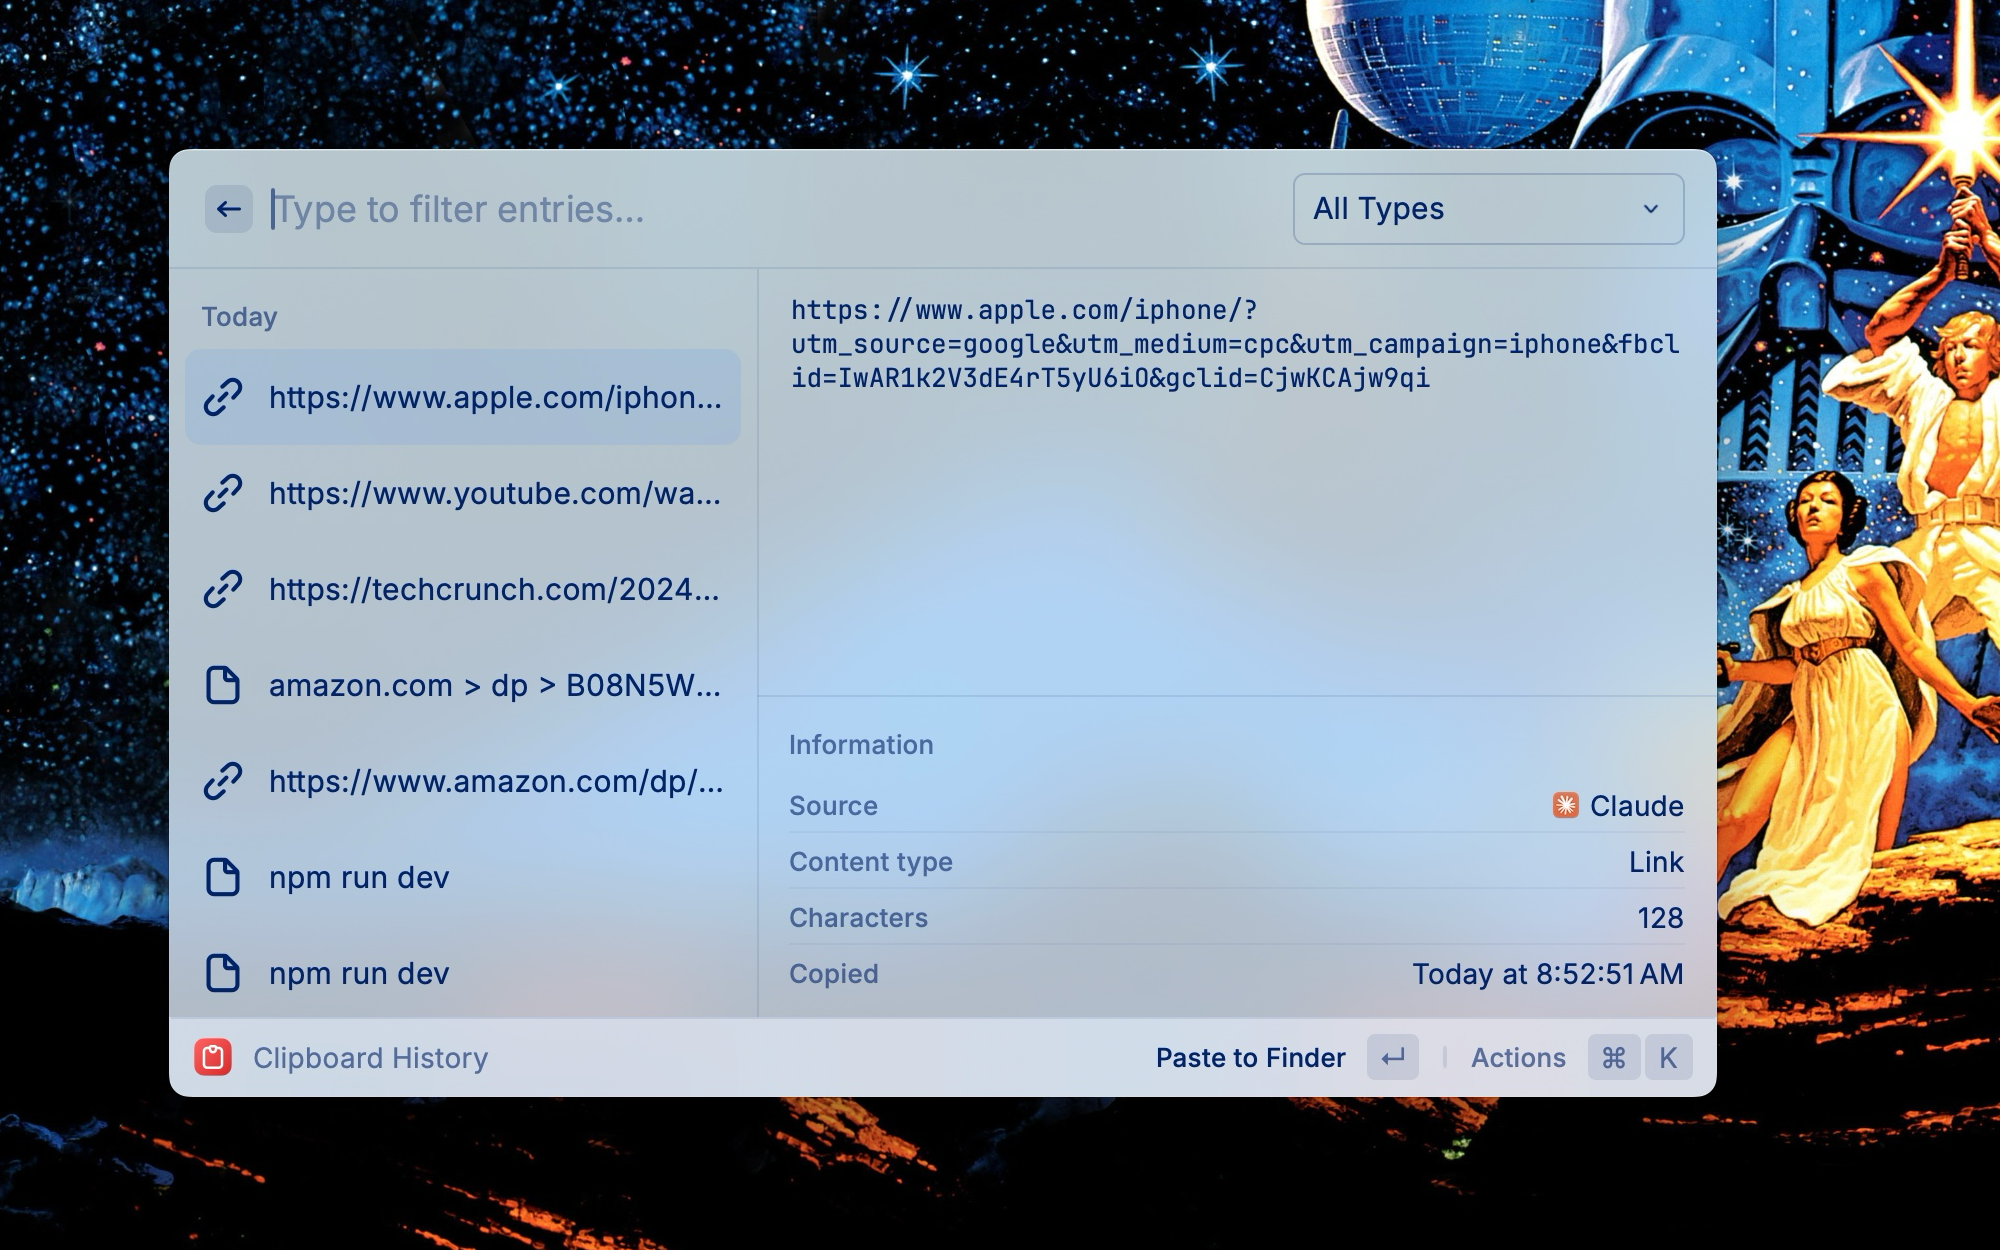 Type to filter entries...
All Types
Today
https://www.apple.com/iphon...
https://www.youtube.com/wa...
https://techcrunch.com/2024...
amazon.com > dp > B08N5W...
https://www.amazon.com/dp/...
npm run dev
npm run dev
https://www.apple.com/iphone/?
utm_source=google&utm_medium=cpc&utm_campaign=iphone&fbcl
id=IwAR1k2V3dE4rT5yU6iO&gclid=CjwKCAjw9qi
Information
Source Claude
Content type Link
Characters 128
Copied Today at 8:52:51 AM
Clipboard History
Paste to Finder ↵ Actions ⌘ K